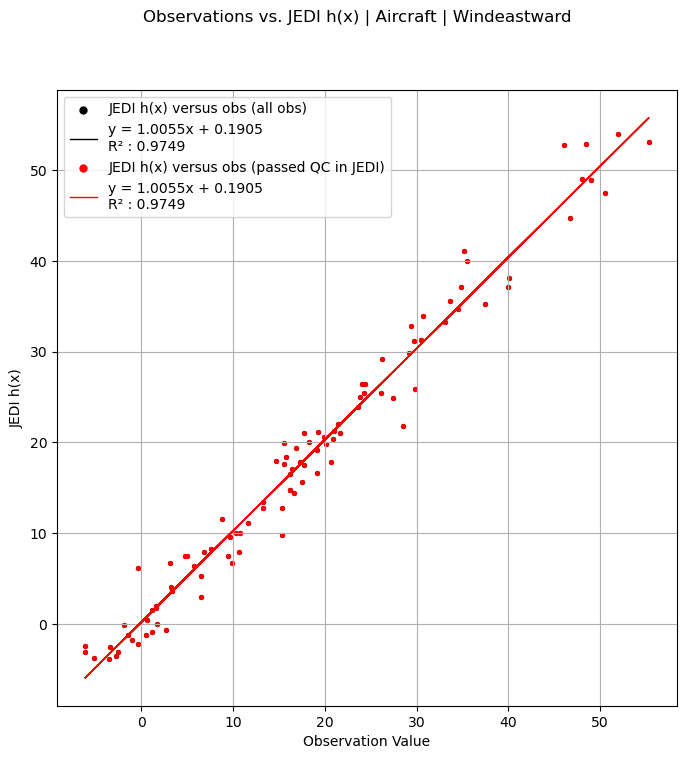 Observations vs. JEDI h(x) | Aircraft | Windeastward
JEDI h(x) versus obs (all obs)
y = 1.0055x + 0.1905
R² : 0.9749
JEDI h(x) versus obs (passed QC in JEDI)
y = 1.0055x + 0.1905
R² : 0.9749
JEDI h(x)
50
40
30
20
10
0
0 10 20 30 40 50
Observation Value